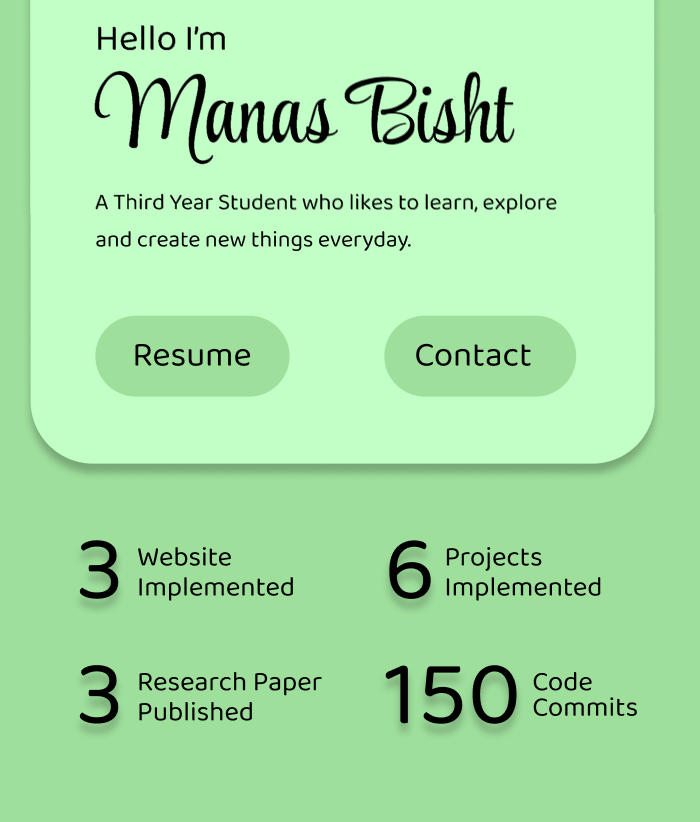 Hello I'm
Manas Bisht
A Third Year Student who likes to learn, explore
and create new things everyday.
Resume
Contact
3 Website
Implemented
6 Projects
Implemented
3 Research Paper
Published
150 Code
Commits